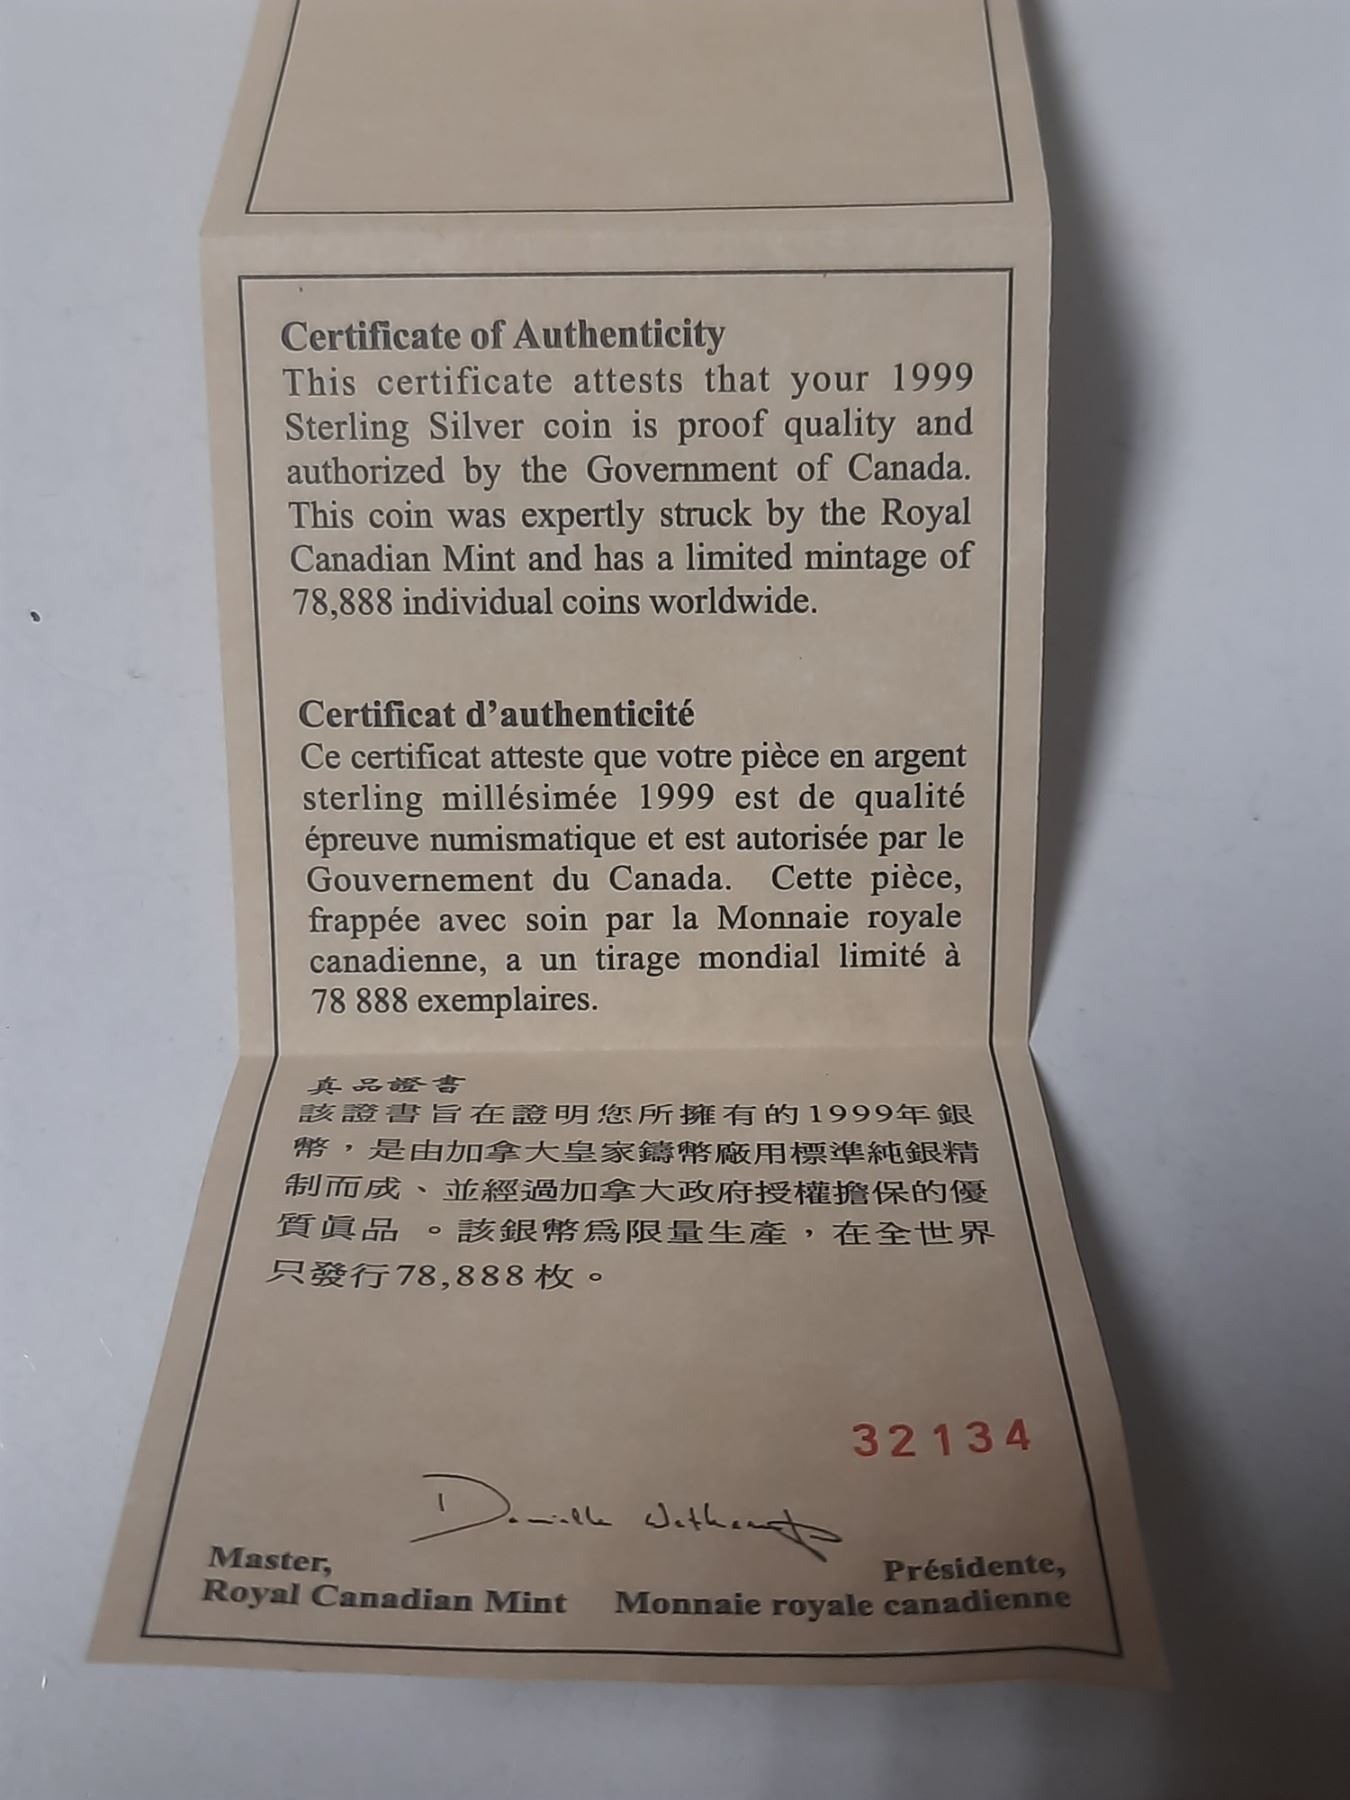 Certificate of Authenticity
This certificate attests that your 1999
Sterling Silver coin is proof quality and
authorized by the Government of Canada.
This coin was expertly struck by the Royal
Canadian Mint and has a limited mintage of
78,888 individual coins worldwide.
Certificat d'authenticité
Ce certificat atteste que votre pièce en argent
sterling millésimée 1999 est de qualité
épreuve numismatique et est autorisée par le
Gouvernement du Canada. Cette pièce,
frappée avec soin par la Monnaie royale
canadienne, a un tirage mondial limité à
78 888 exemplaires.
真品證書
該證書旨在證明您所擁有的1999年銀
幣，是由加拿大皇家鑄幣廠用標準純銀精
制而成、並經過加拿大政府授權擔保的優
質眞品。該銀幣爲限量生產，在全世界
只發行78,888枚。
32134
Danielle Wetherup
Master,
Royal Canadian Mint
Présidente,
Monnaie royale canadienne